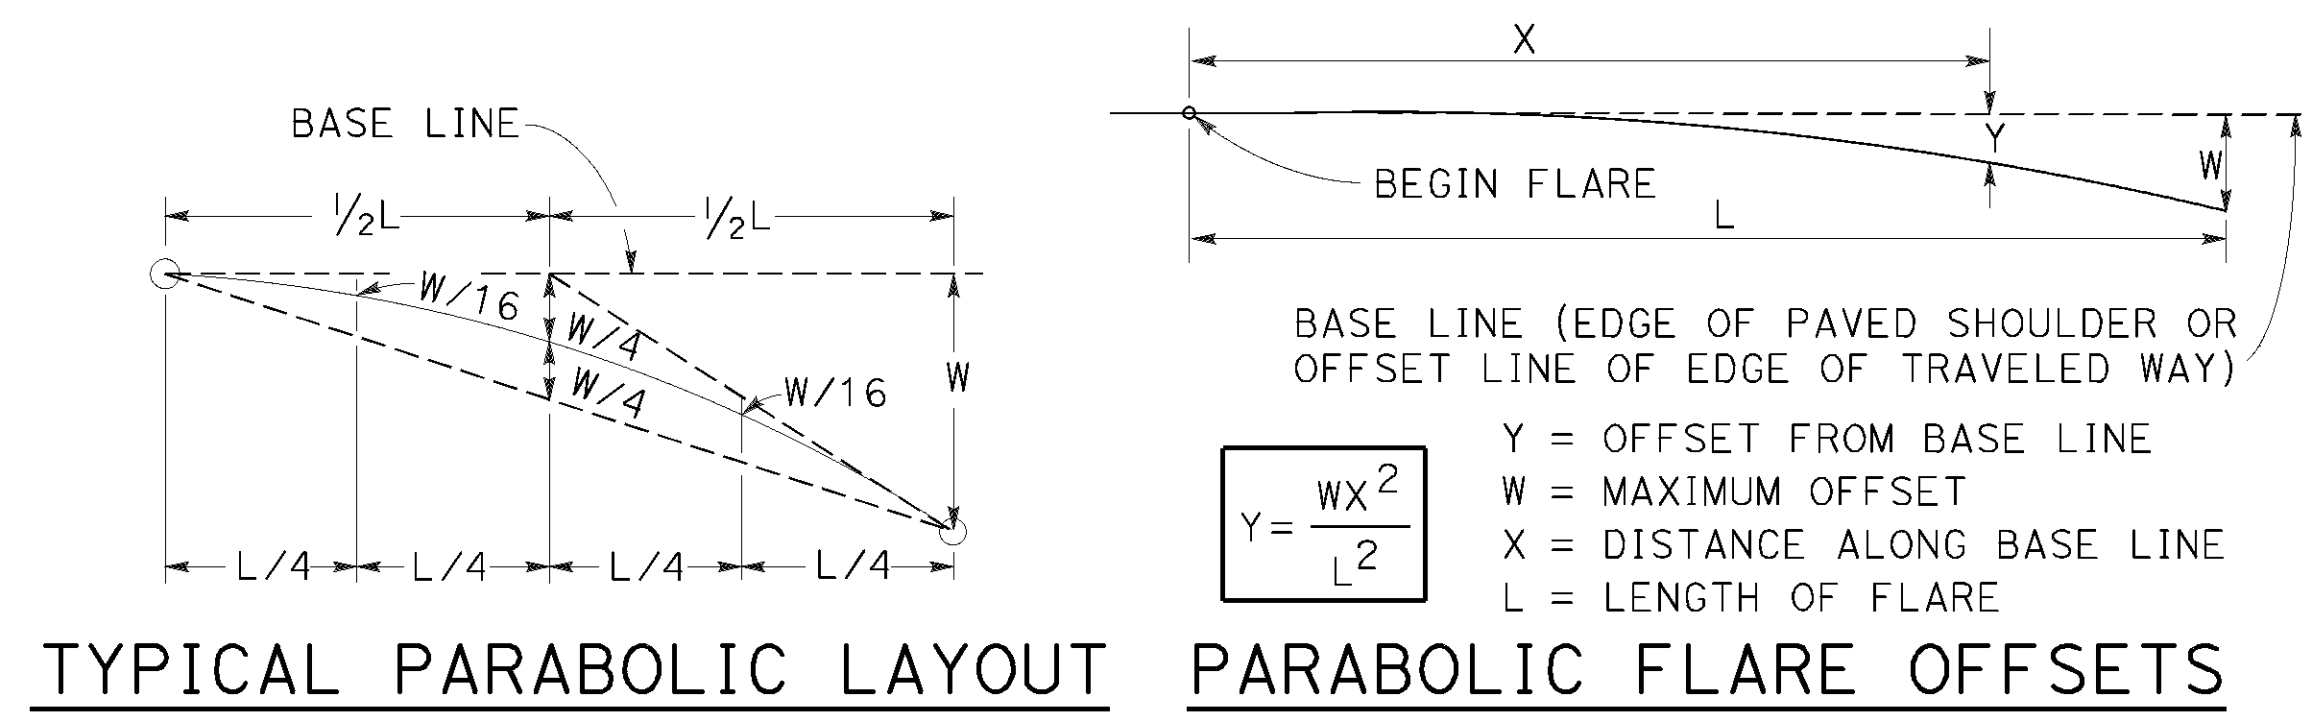 BASE LINE
1/2L
1/2L
W/16
W/4
W/4
W/16
W
L/4
L/4
L/4
L/4
TYPICAL PARABOLIC LAYOUT
X
Y
W
BEGIN FLARE
L
BASE LINE (EDGE OF PAVED SHOULDER OR
OFFSET LINE OF EDGE OF TRAVELED WAY)
Y = WX²/L²
Y = OFFSET FROM BASE LINE
W = MAXIMUM OFFSET
X = DISTANCE ALONG BASE LINE
L = LENGTH OF FLARE
PARABOLIC FLARE OFFSETS